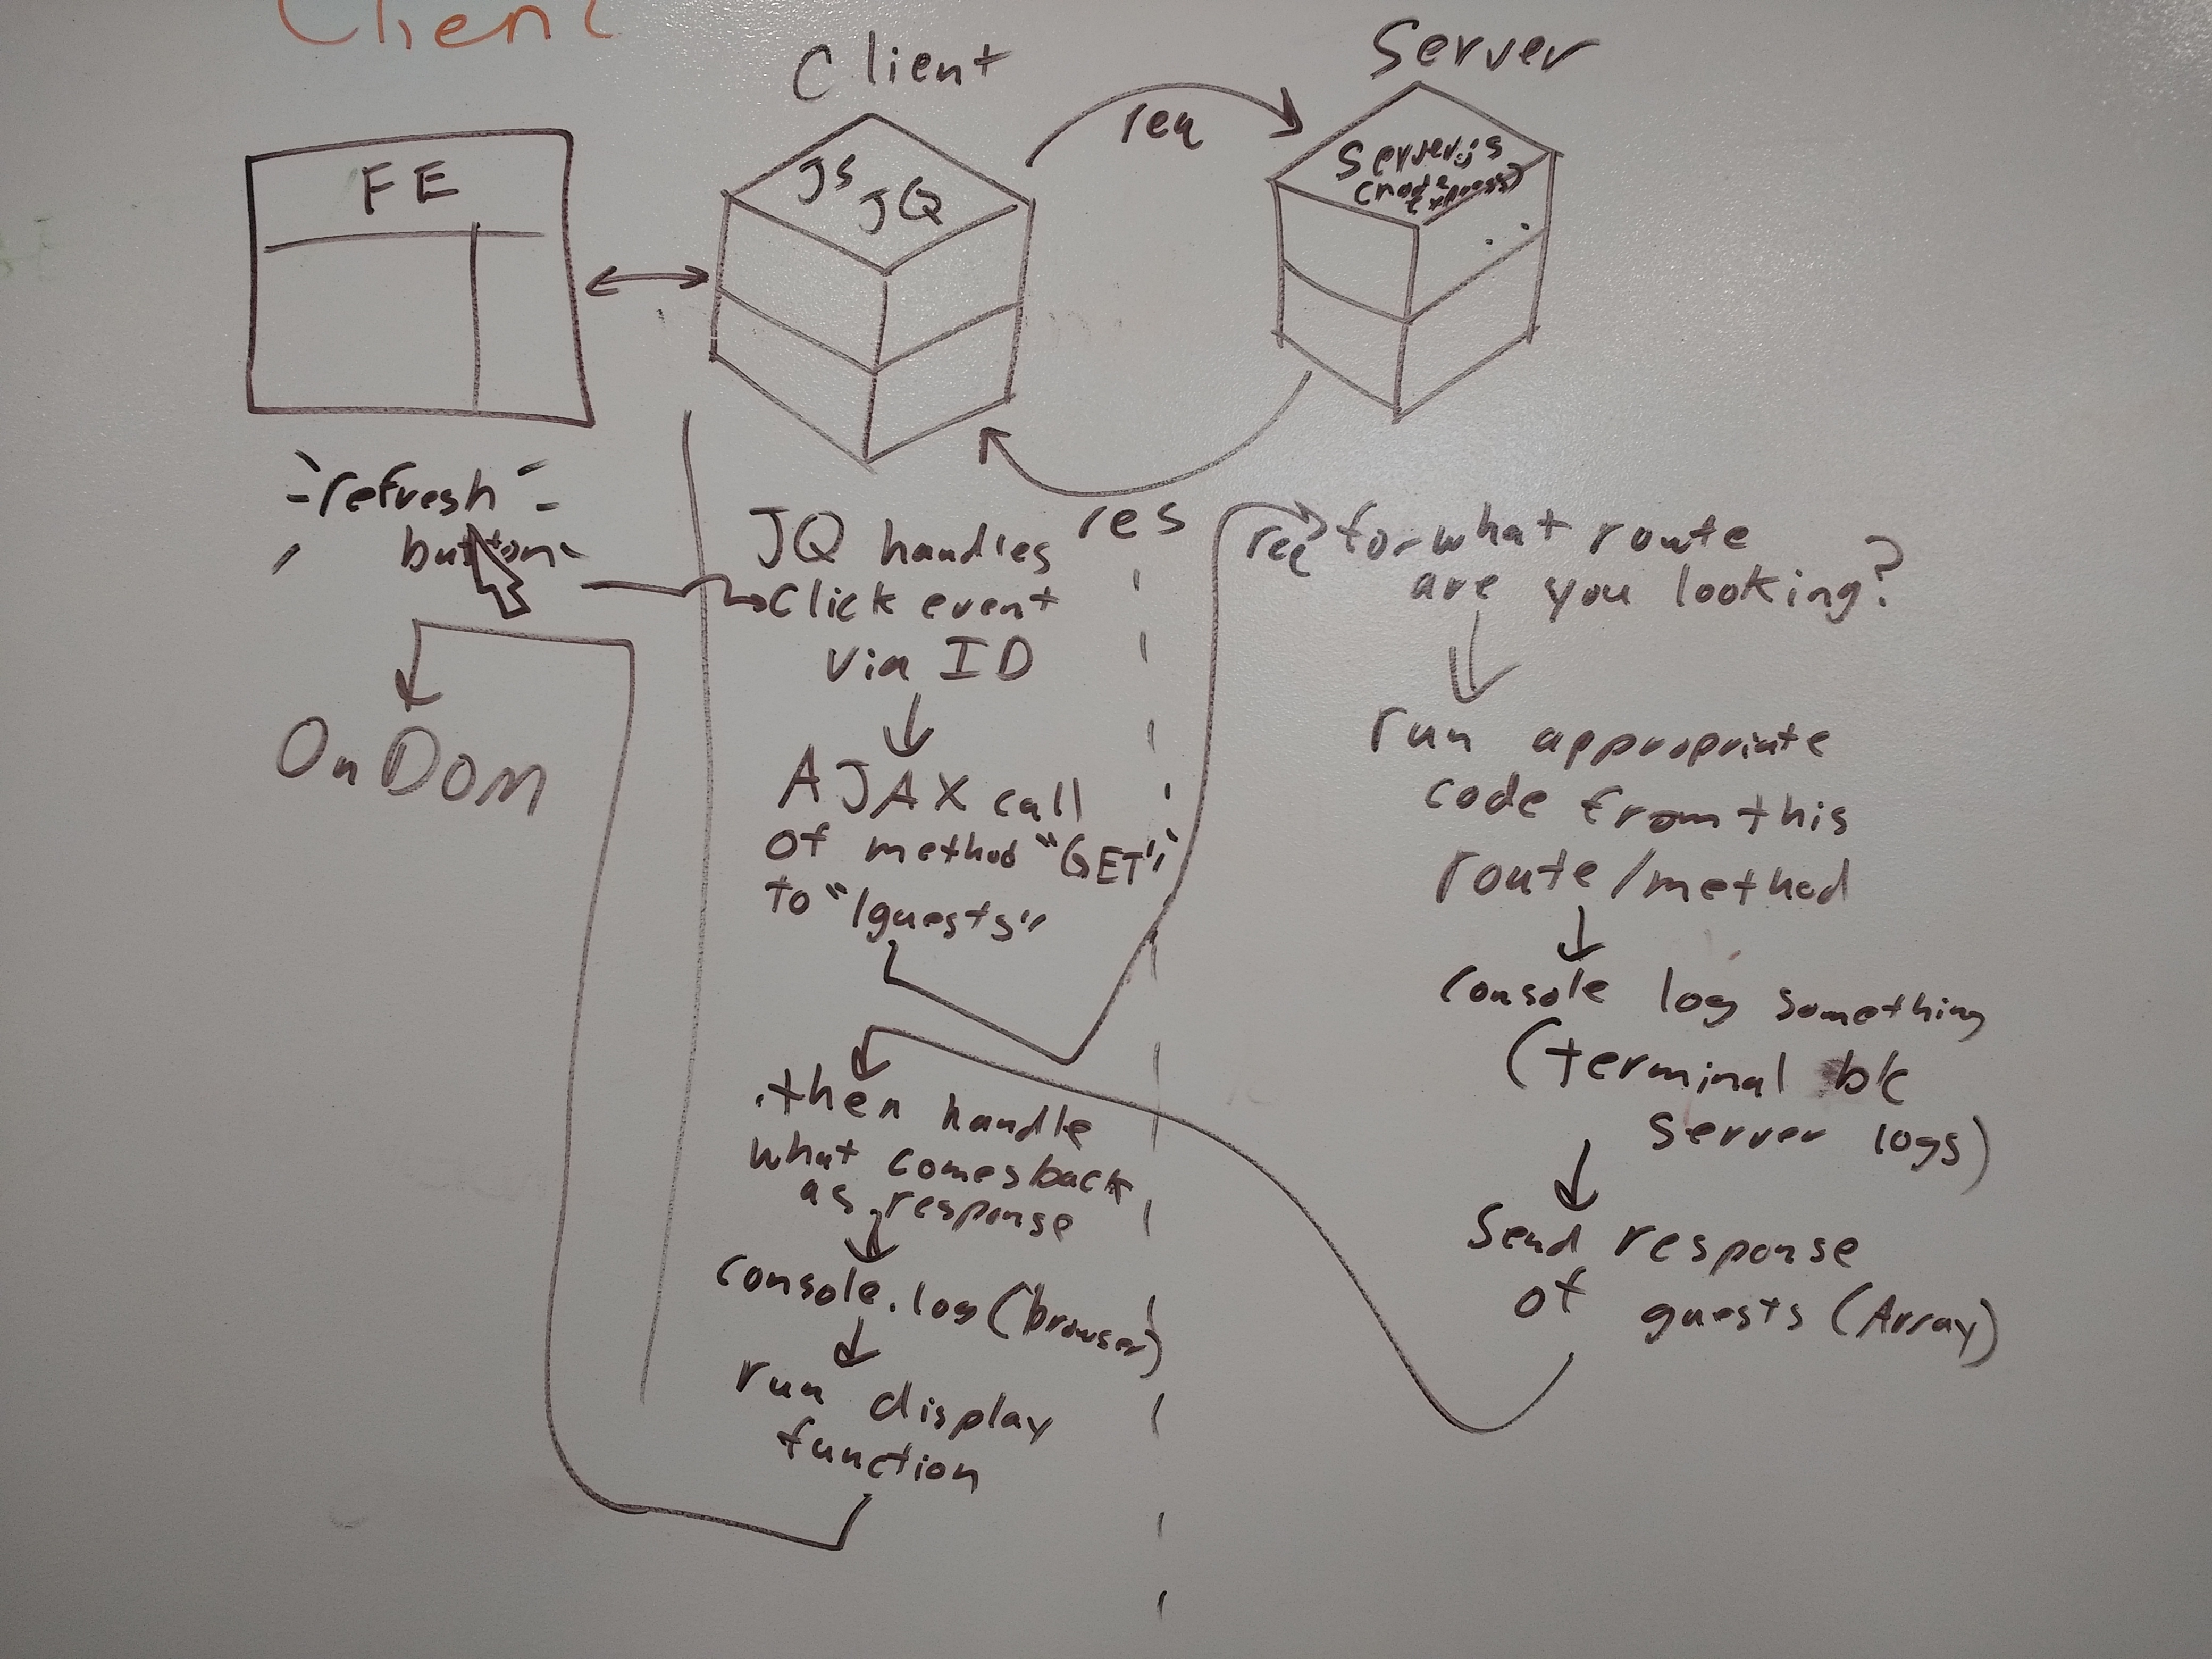 Client
Client
Server
req
FE
JS
JQ
Server.js
(node
express)
res
-refresh-
button
On DOM
JQ handles
click event
via ID
AJAX call
of method "GET"
to "/guests"
.then handle
what comes back
as response
console.log (browser)
run display
function
req for what route
are you looking?
run appropriate
code from this
route/method
console log something
(terminal bc
server logs)
Send response
of guests (Array)